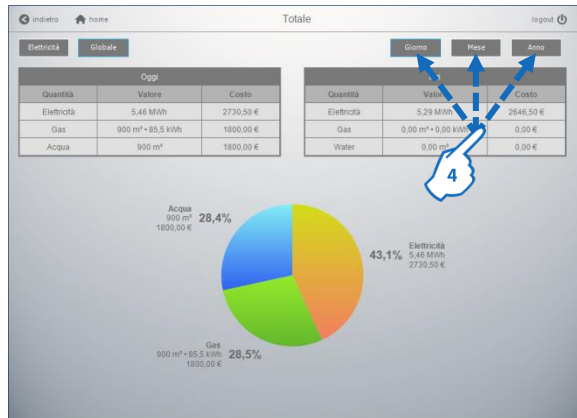 indietro home Totale logout
Elettricità Globale Giorno Mese Anno
Oggi
Quantità Valore Costo
Elettricità 5,46 MWh 2730,50 €
Gas 900 m³ • 85,5 kWh 1800,00 €
Acqua 900 m³ 1800,00 €
Quantità Valore Costo
Elettricità 5,29 MWh 2646,50 €
Gas 0,00 m³ • 0,00 kWh 0,00 €
Water 0,00 m³ 0,00 €
4
Acqua
900 m³
1800,00 €
28,4%
43,1%
Elettricità
5,46 MWh
2730,50 €
Gas
900 m³ • 85,5 kWh
1800,00 €
28,5%